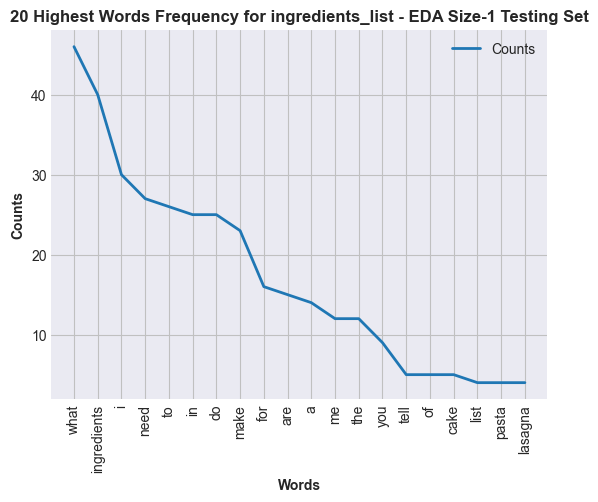 20 Highest Words Frequency for ingredients_list - EDA Size-1 Testing Set
Counts
40
30
20
10
Counts
what
ingredients
i
need
to
in
do
make
for
are
a
me
the
you
tell
of
cake
list
pasta
lasagna
Words